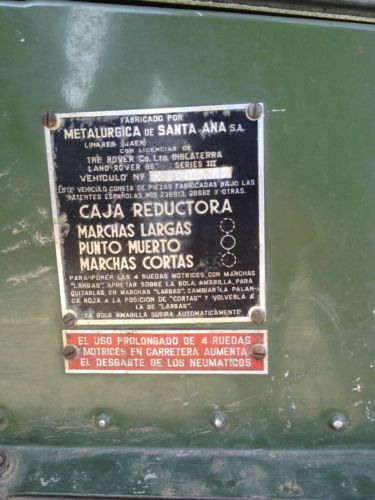 FABRICADO POR
METALURGICA DE SANTA ANA S.A.
LINARES (JAEN)
CON LICENCIAS DE
THE ROVER Co. LTD. INGLATERRA
LAND-ROVER 88" SERIES III
VEHICULO Nº
ESTE VEHICULO CONSTA DE PIEZAS FABRICADAS BAJO LAS
PATENTES ESPAÑOLAS, NOS 238813, 28682 Y OTRAS.
CAJA REDUCTORA
MARCHAS LARGAS
PUNTO MUERTO
MARCHAS CORTAS
PARA PONER LAS 4 RUEDAS MOTRICES CON MARCHAS
"LARGAS" APRETAR SOBRE LA BOLA AMARILLA, PARA
QUITARLAS, EN MARCHAS "LARGAS", CAMBIAR LA PALAN-
CA ROJA A LA POSICION DE "CORTAS" Y VOLVERLA A
LA DE "LARGAS".
LA BOLA AMARILLA SUBIRA AUTOMATICAMENTE
EL USO PROLONGADO DE 4 RUEDAS
MOTRICES EN CARRETERA AUMENTA
EL DESGASTE DE LOS NEUMATICOS